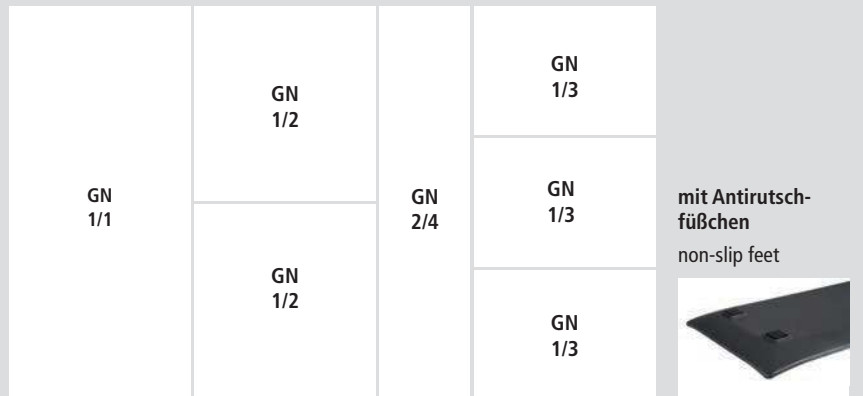 GN
1/1
GN
1/2
GN
1/2
GN
2/4
GN
1/3
GN
1/3
GN
1/3
mit Antirutsch-
füßchen
non-slip feet